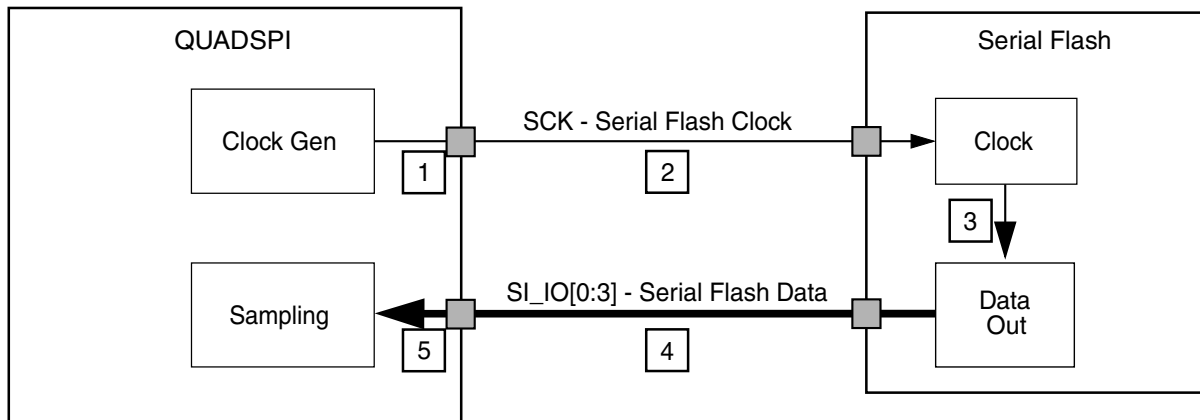 QUADSPI
Serial Flash
Clock Gen
SCK - Serial Flash Clock
Clock
1
2
3
Sampling
SI_IO[0:3] - Serial Flash Data
Data
Out
5
4